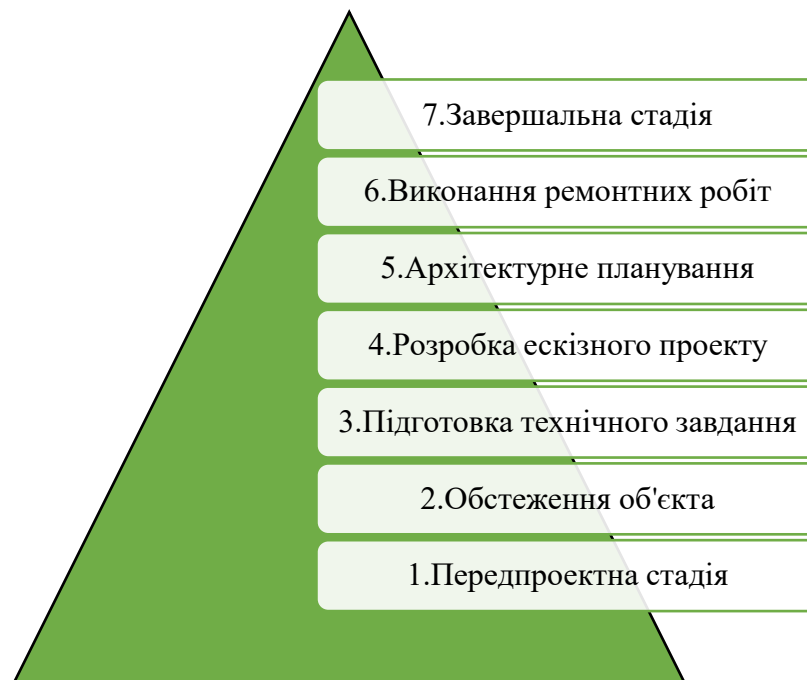 7.Завершальна стадія
6.Виконання ремонтних робіт
5.Архітектурне планування
4.Розробка ескізного проекту
3.Підготовка технічного завдання
2.Обстеження об'єкта
1.Передпроектна стадія